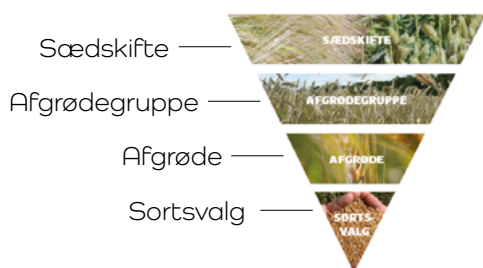 Sædskifte
SÆDSKIFTE
Afgrødegruppe
AFGRØDEGRUPPE
Afgrøde
AFGRØDE
Sortsvalg
SORTS-
VALG